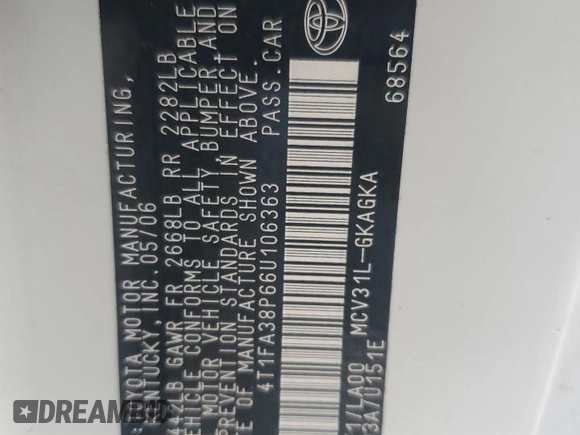 YOTA MOTOR MANUFACTURING,
KENTUCKY, INC. 05/06
LB GAWR FR 2668LB RR 2282LB
VEHICLE CONFORMS TO ALL APPLICABLE
MOTOR VEHICLE SAFETY, BUMPER, AND
PREVENTION STANDARDS IN EFFECT ON
E OF MANUFACTURE SHOWN ABOVE.
4T1FA38P66U106363 PASS. CAR
1/LA00 MCV31L-GKAGKA
3A/U151E
68564
DREAMBID